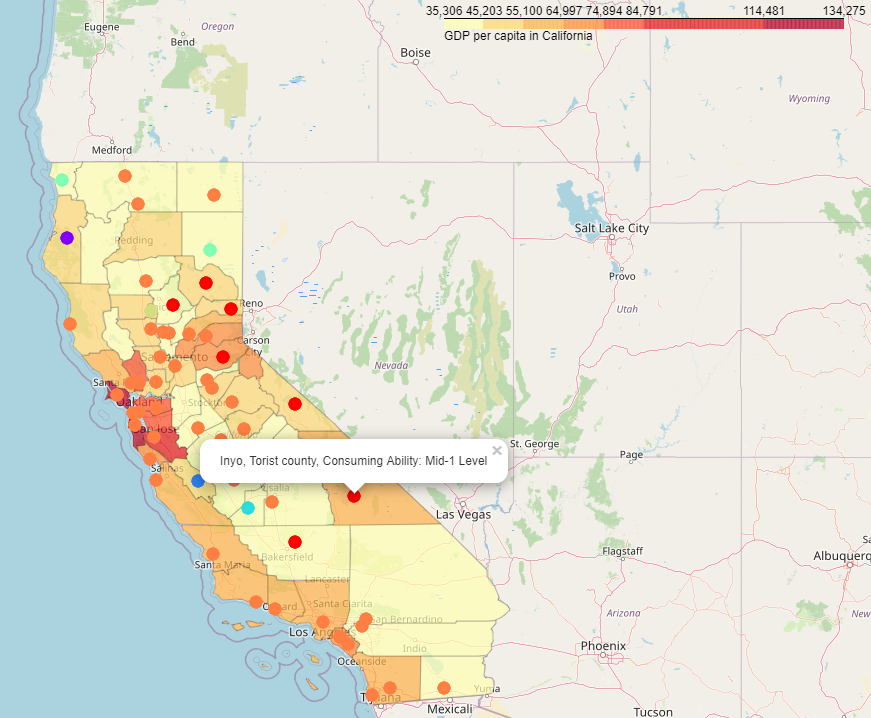 35,306 45,203 55,100 64,997 74,894 84,791 114,481 134,275
GDP per capita in California
Eugene
Oregon
Bend
Boise
Wyoming
Medford
Salt Lake City
Redding
Provo
Reno
Utah
Carson
City
Sacramento
Nevada
Santa
Stockton
Oakland
San Jose
St. George
Page
Inyo, Torist county, Consuming Ability: Mid-1 Level
×
Salinas
Visalia
Las Vegas
Bakersfield
Flagstaff
Albuquerq
Santa Maria
Lancaster
Santa Clarita
Arizona
New
San Bernardino
Los Angeles
Phoenix
Indio
Oceanside
Yuma
Tijuana
Mexicali
Tucson